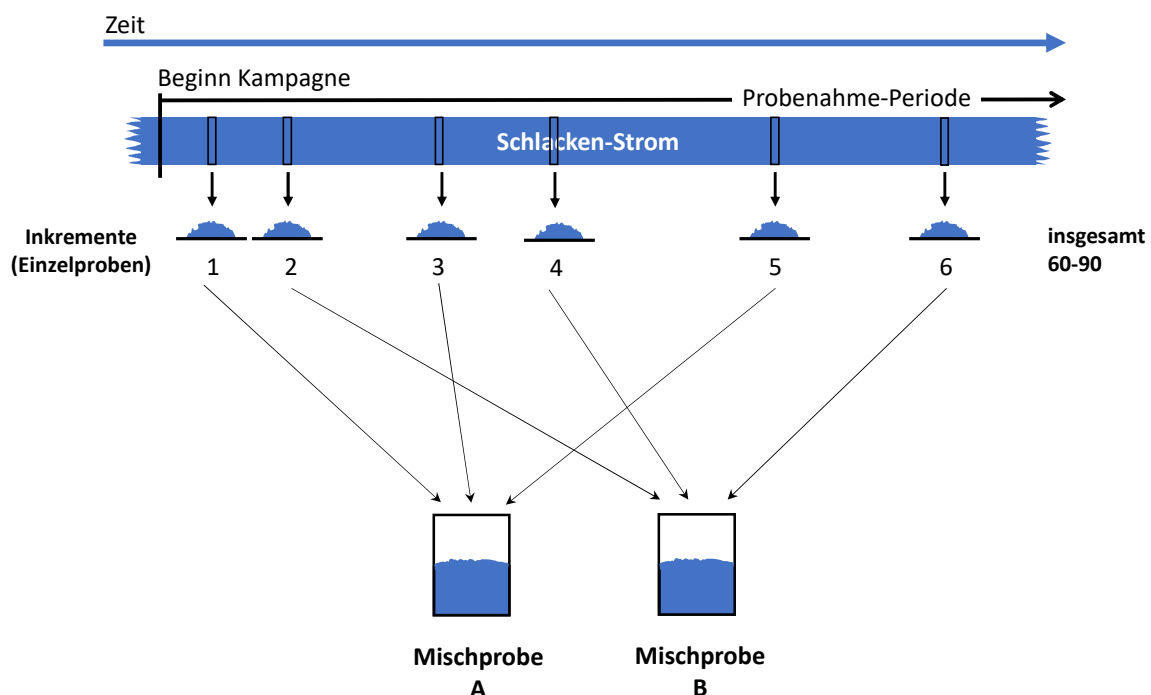 Zeit
Beginn Kampagne
Probenahme-Periode
Schlacken-Strom
Inkremente
(Einzelproben)
1
2
3
4
5
6
insgesamt
60-90
Mischprobe
A
Mischprobe
B